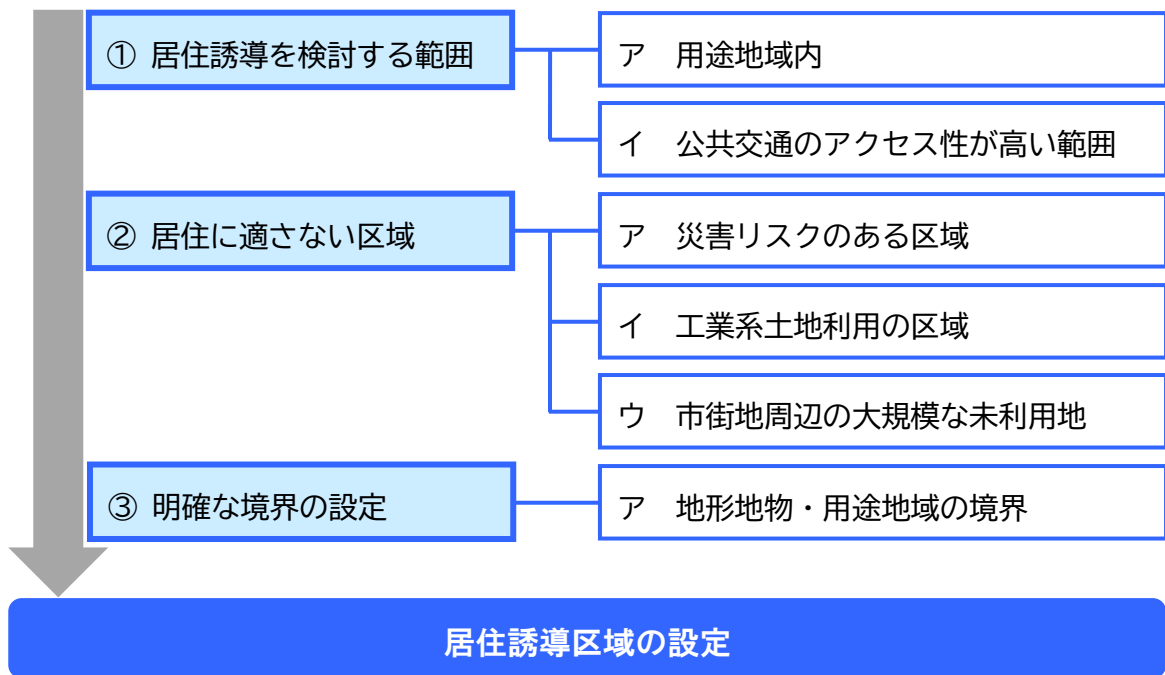 ① 居住誘導を検討する範囲
ア　用途地域内
イ　公共交通のアクセス性が高い範囲
② 居住に適さない区域
ア　災害リスクのある区域
イ　工業系土地利用の区域
ウ　市街地周辺の大規模な未利用地
③ 明確な境界の設定
ア　地形地物・用途地域の境界
居住誘導区域の設定